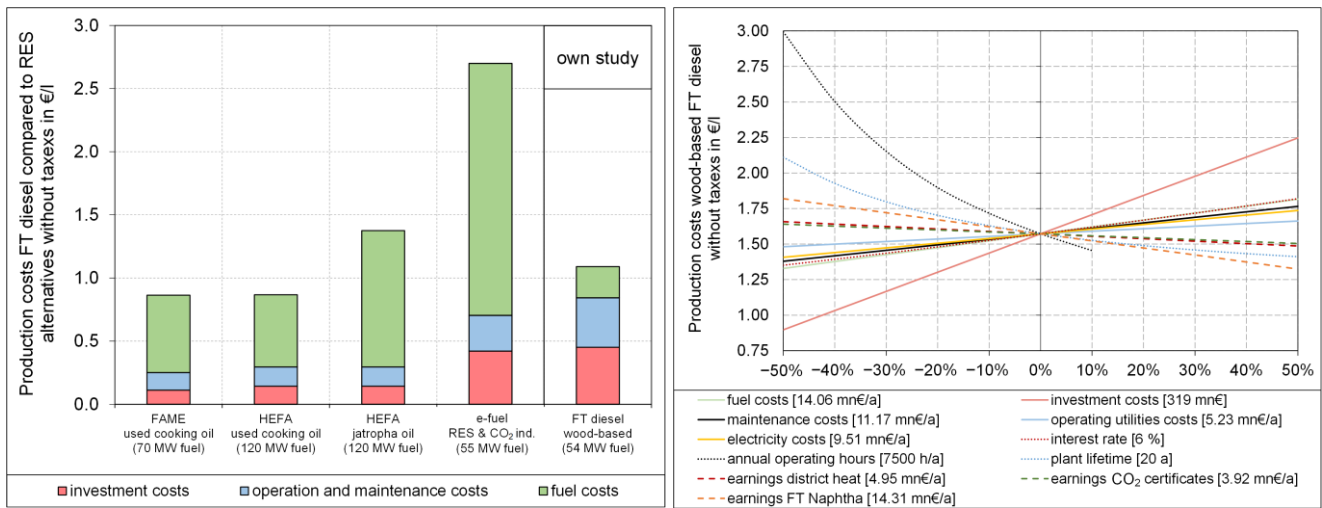 Production costs FT diesel compared to RES
alternatives without taxexs in €/l
3.0
2.5
2.0
1.5
1.0
0.5
0.0
own study
FAME
used cooking oil
(70 MW fuel)
HEFA
used cooking oil
(120 MW fuel)
HEFA
jatropha oil
(120 MW fuel)
e-fuel
RES & CO₂ ind.
(55 MW fuel)
FT diesel
wood-based
(54 MW fuel)
investment costs
operation and maintenance costs
fuel costs
Production costs wood-based FT diesel
without taxexs in €/l
3.00
2.75
2.50
2.25
2.00
1.75
1.50
1.25
1.00
0.75
−50% −40% −30% −20% −10% 0% 10% 20% 30% 40% 50%
fuel costs [14.06 mn€/a]
investment costs [319 mn€]
maintenance costs [11.17 mn€/a]
operating utilities costs [5.23 mn€/a]
electricity costs [9.51 mn€/a]
interest rate [6 %]
annual operating hours [7500 h/a]
plant lifetime [20 a]
earnings district heat [4.95 mn€/a]
earnings CO₂ certificates [3.92 mn€/a]
earnings FT Naphtha [14.31 mn€/a]